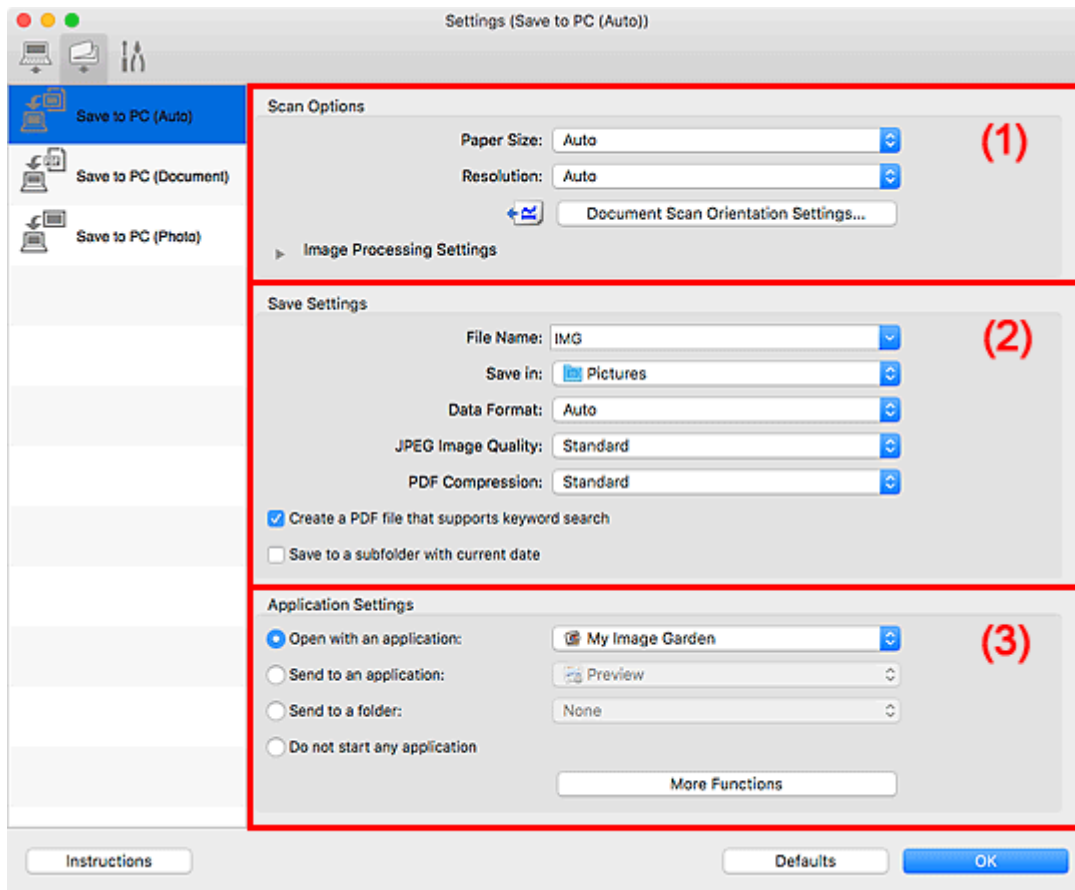 Settings (Save to PC (Auto))
Save to PC (Auto)
Save to PC (Document)
Save to PC (Photo)
Scan Options
(1)
Paper Size: Auto
Resolution: Auto
Document Scan Orientation Settings...
Image Processing Settings
Save Settings
(2)
File Name: IMG
Save in: Pictures
Data Format: Auto
JPEG Image Quality: Standard
PDF Compression: Standard
Create a PDF file that supports keyword search
Save to a subfolder with current date
Application Settings
(3)
Open with an application: My Image Garden
Send to an application: Preview
Send to a folder: None
Do not start any application
More Functions
Instructions Defaults OK